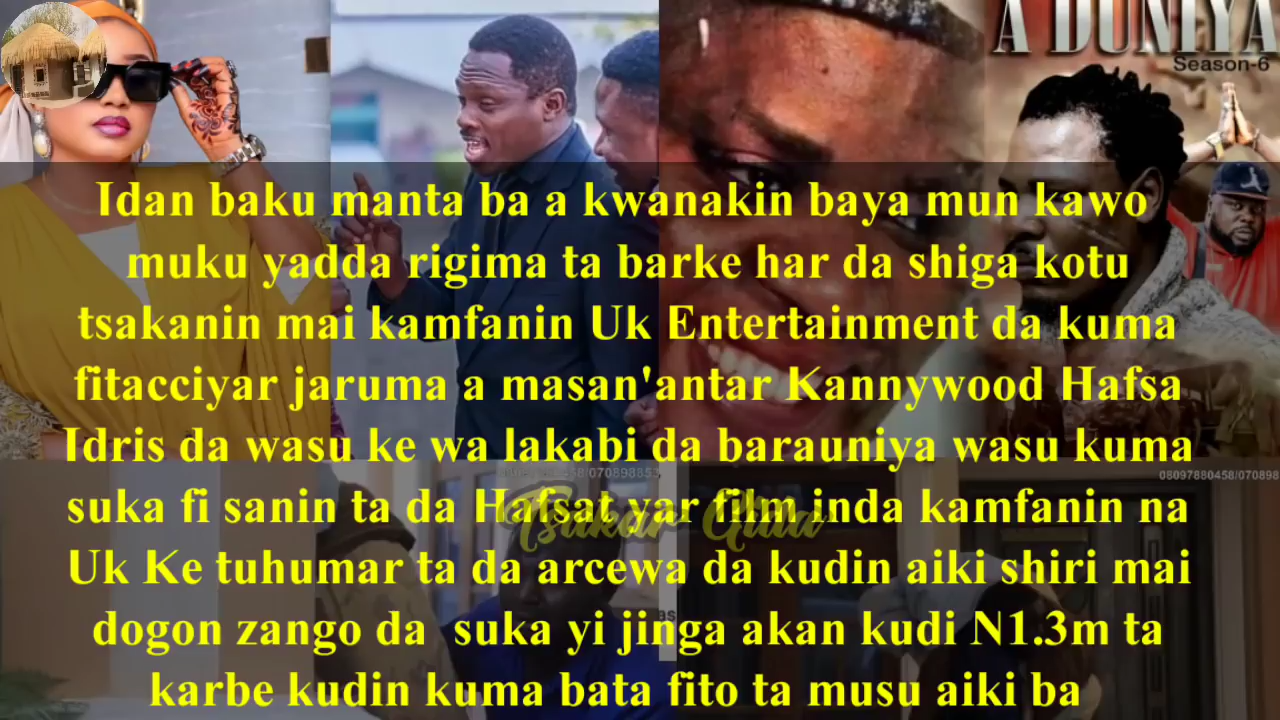 A DUNIYA
Season-6
Idan baku manta ba a kwanakin baya mun kawo
muku yadda rigima ta barke har da shiga kotu
tsakanin mai kamfanin Uk Entertainment da kuma
fitacciyar jaruma a masan'antar Kannywood Hafsa
Idris da wasu ke wa lakabi da barauniya wasu kuma
08097880458/070898
suka fi sanin ta da Hafsat yar film inda kamfanin na
Uk Ke tuhumar ta da arcewa da kudin aiki shiri mai
dogon zango da suka yi jinga akan kudi N1.3m ta
karbe kudin kuma bata fito ta musu aiki ba